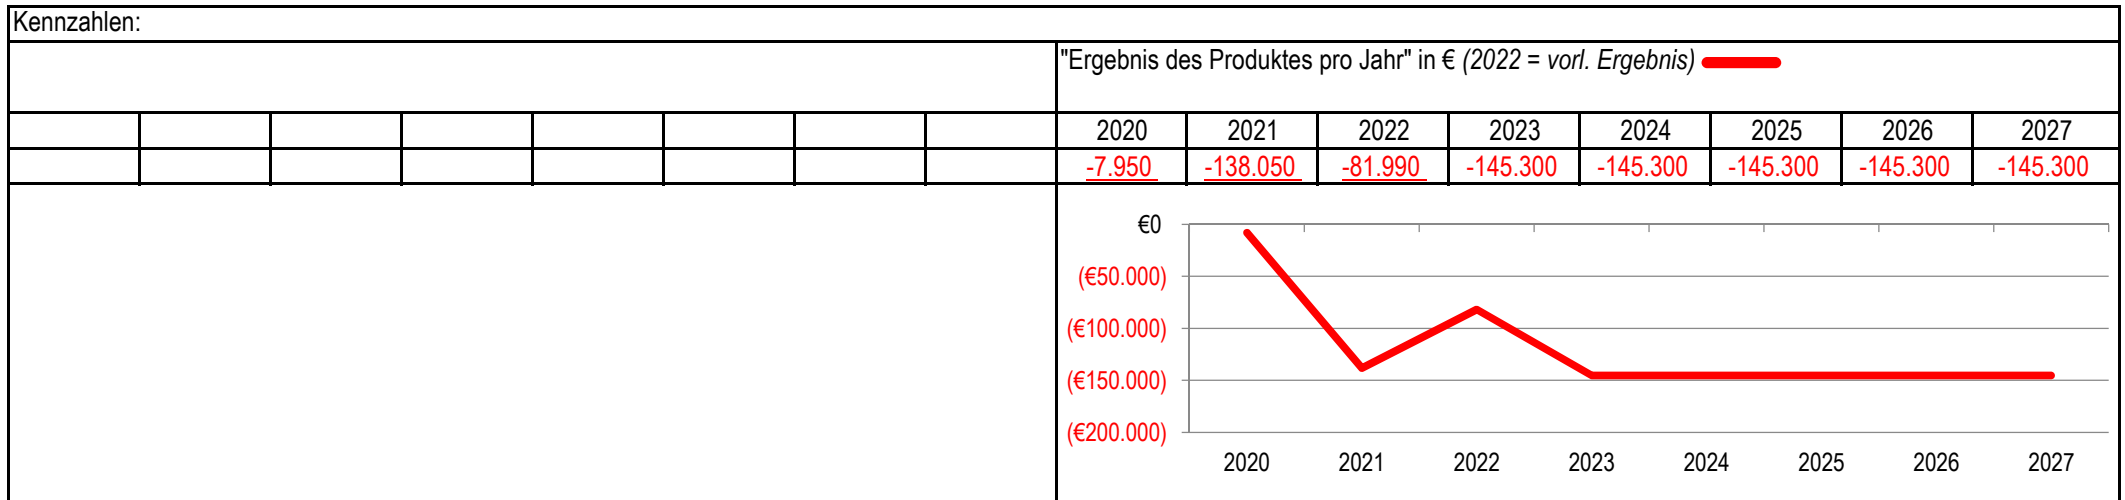 Kennzahlen:
"Ergebnis des Produktes pro Jahr" in € (2022 = vorl. Ergebnis)
2020 2021 2022 2023 2024 2025 2026 2027
-7.950 -138.050 -81.990 -145.300 -145.300 -145.300 -145.300 -145.300
€0
(€50.000)
(€100.000)
(€150.000)
(€200.000)
2020 2021 2022 2023 2024 2025 2026 2027